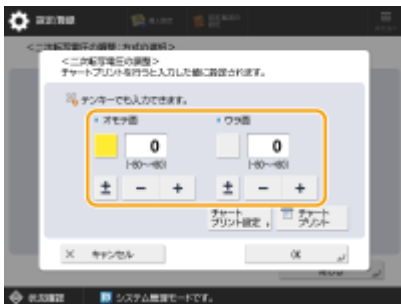 設定/登録
<二次転写電圧の調整:方式の選択>
<二次転写電圧の調整>
チャートプリントを行うと入力した値に設定されます。
テンキーでも入力できます。
オモテ面
ウラ面
0
0
(-80~+80)
(-80~+80)
± - +
± - +
チャート
プリント設定
チャート
プリント
× キャンセル
OK
状況確認
システム管理モードです。